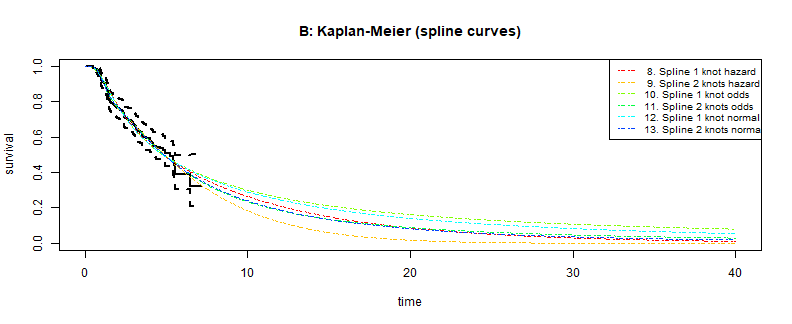 B: Kaplan-Meier (spline curves)
survival
1.0
0.8
0.6
0.4
0.2
0.0
8. Spline 1 knot hazard
9. Spline 2 knots hazard
10. Spline 1 knot odds
11. Spline 2 knots odds
12. Spline 1 knot normal
13. Spline 2 knots norma
0 10 20 30 40
time